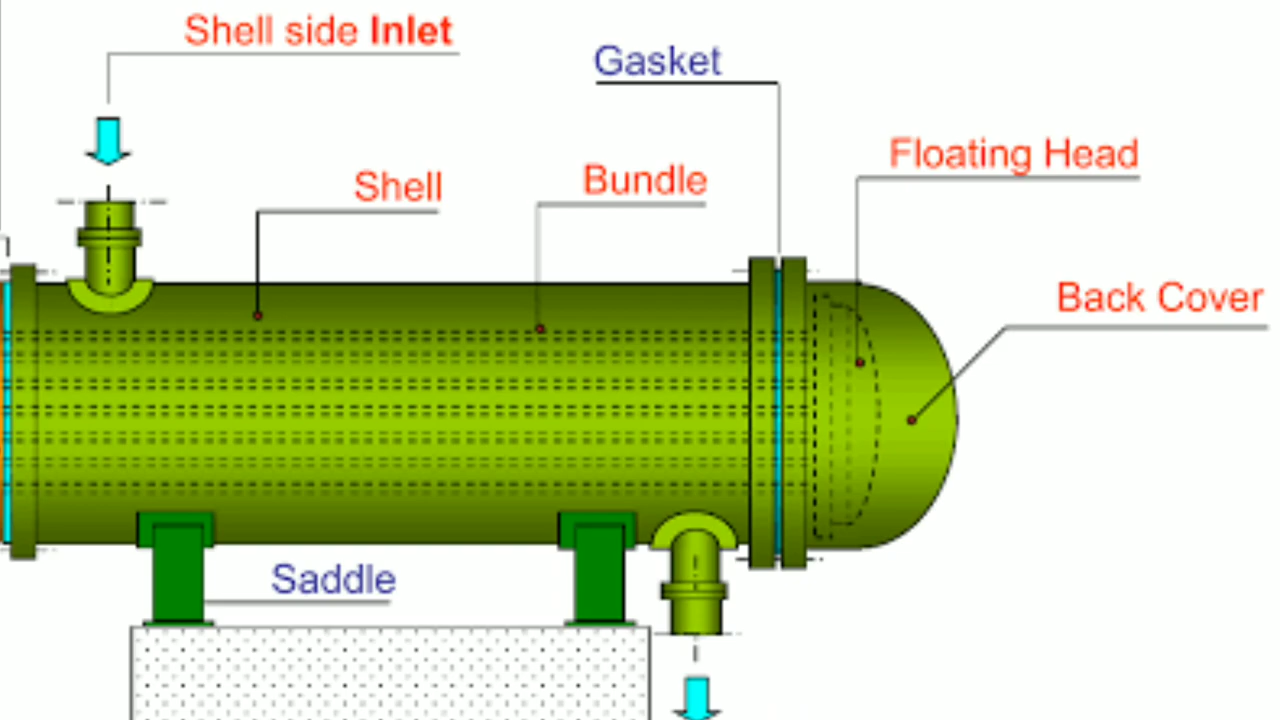 Shell side Inlet
Gasket
Floating Head
Shell
Bundle
Back Cover
Saddle